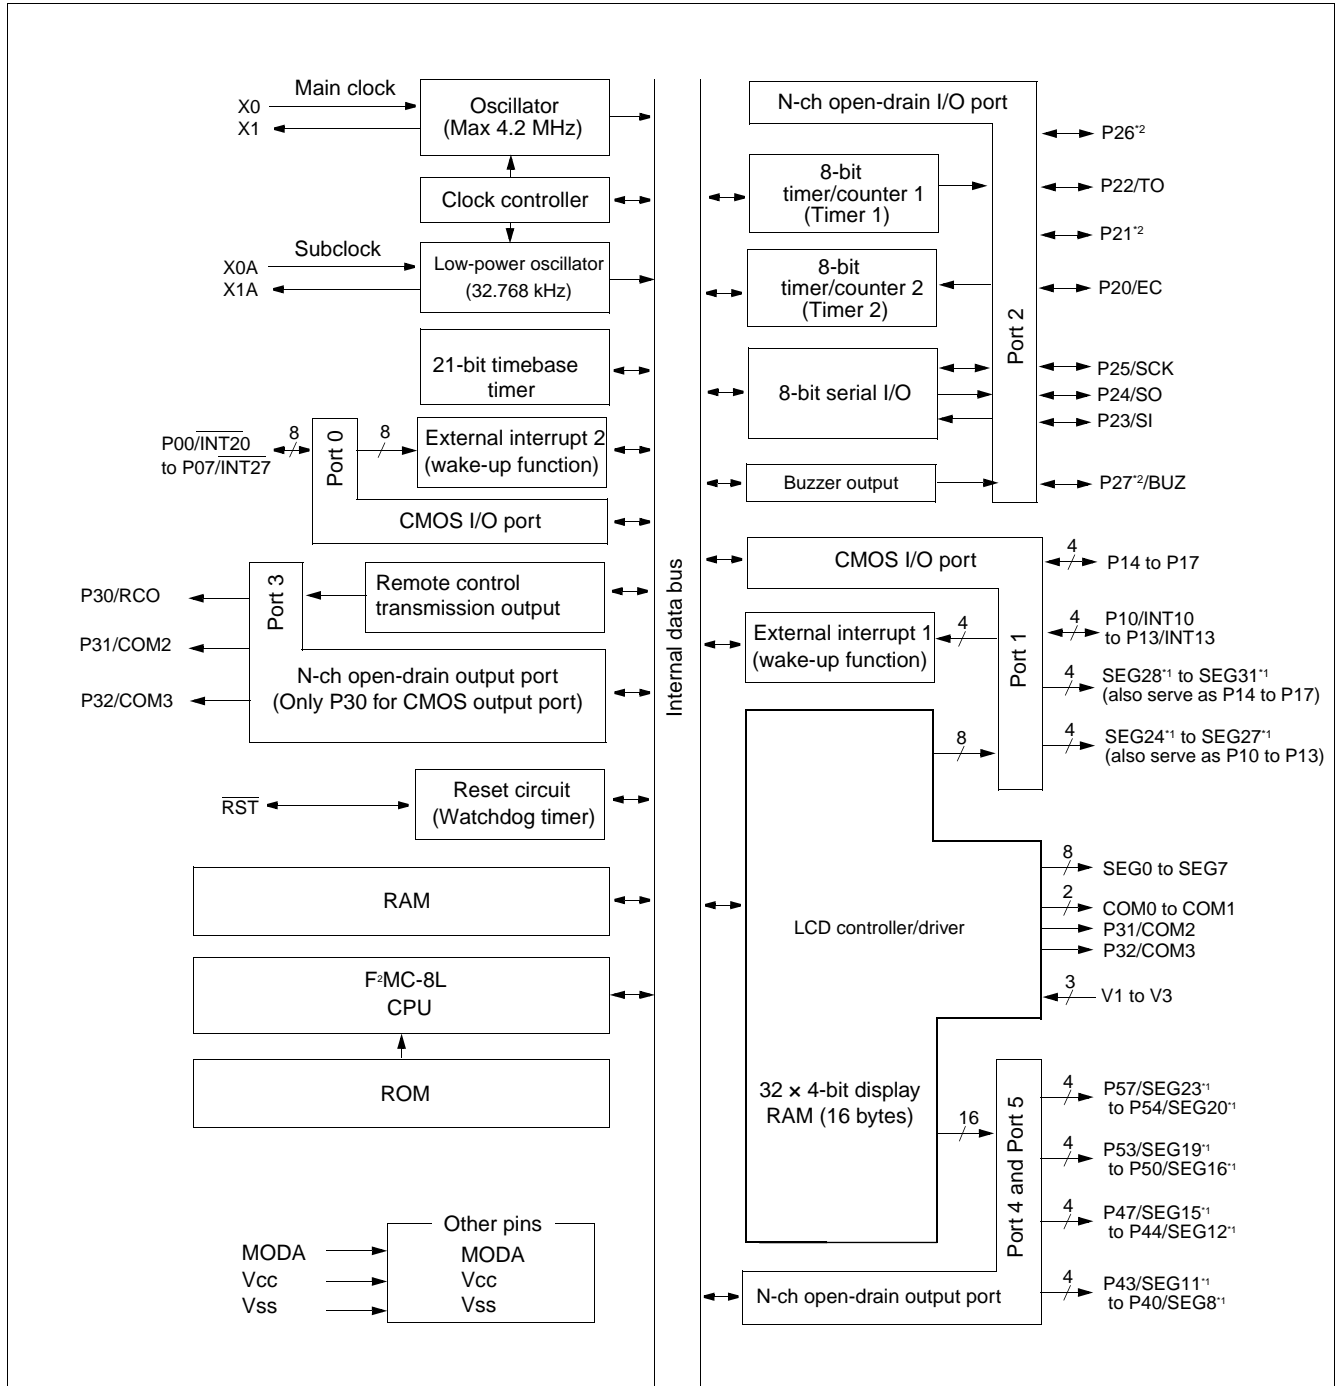 Main clock
X0
X1
Oscillator
(Max 4.2 MHz)
Clock controller
Subclock
X0A
X1A
Low-power oscillator
(32.768 kHz)
21-bit timebase
timer
P00/INT20
to P07/INT27
8
Port 0
8
External interrupt 2
(wake-up function)
CMOS I/O port
P30/RCO
P31/COM2
P32/COM3
Port 3
Remote control
transmission output
N-ch open-drain output port
(Only P30 for CMOS output port)
RST
Reset circuit
(Watchdog timer)
RAM
F²MC-8L
CPU
ROM
Other pins
MODA
Vcc
Vss
MODA
Vcc
Vss
Internal data bus
N-ch open-drain I/O port
8-bit
timer/counter 1
(Timer 1)
8-bit
timer/counter 2
(Timer 2)
8-bit serial I/O
Buzzer output
Port 2
P26*2
P22/TO
P21*2
P20/EC
P25/SCK
P24/SO
P23/SI
P27*2/BUZ
CMOS I/O port
External interrupt 1
(wake-up function)
4
Port 1
4
P14 to P17
4
P10/INT10
to P13/INT13
4
SEG28*1 to SEG31*1
(also serve as P14 to P17)
4
SEG24*1 to SEG27*1
(also serve as P10 to P13)
8
LCD controller/driver
8
SEG0 to SEG7
2
COM0 to COM1
P31/COM2
P32/COM3
3
V1 to V3
32 × 4-bit display
RAM (16 bytes)
16
Port 4 and Port 5
4
P57/SEG23*1
to P54/SEG20*1
4
P53/SEG19*1
to P50/SEG16*1
4
P47/SEG15*1
to P44/SEG12*1
4
P43/SEG11*1
to P40/SEG8*1
N-ch open-drain output port